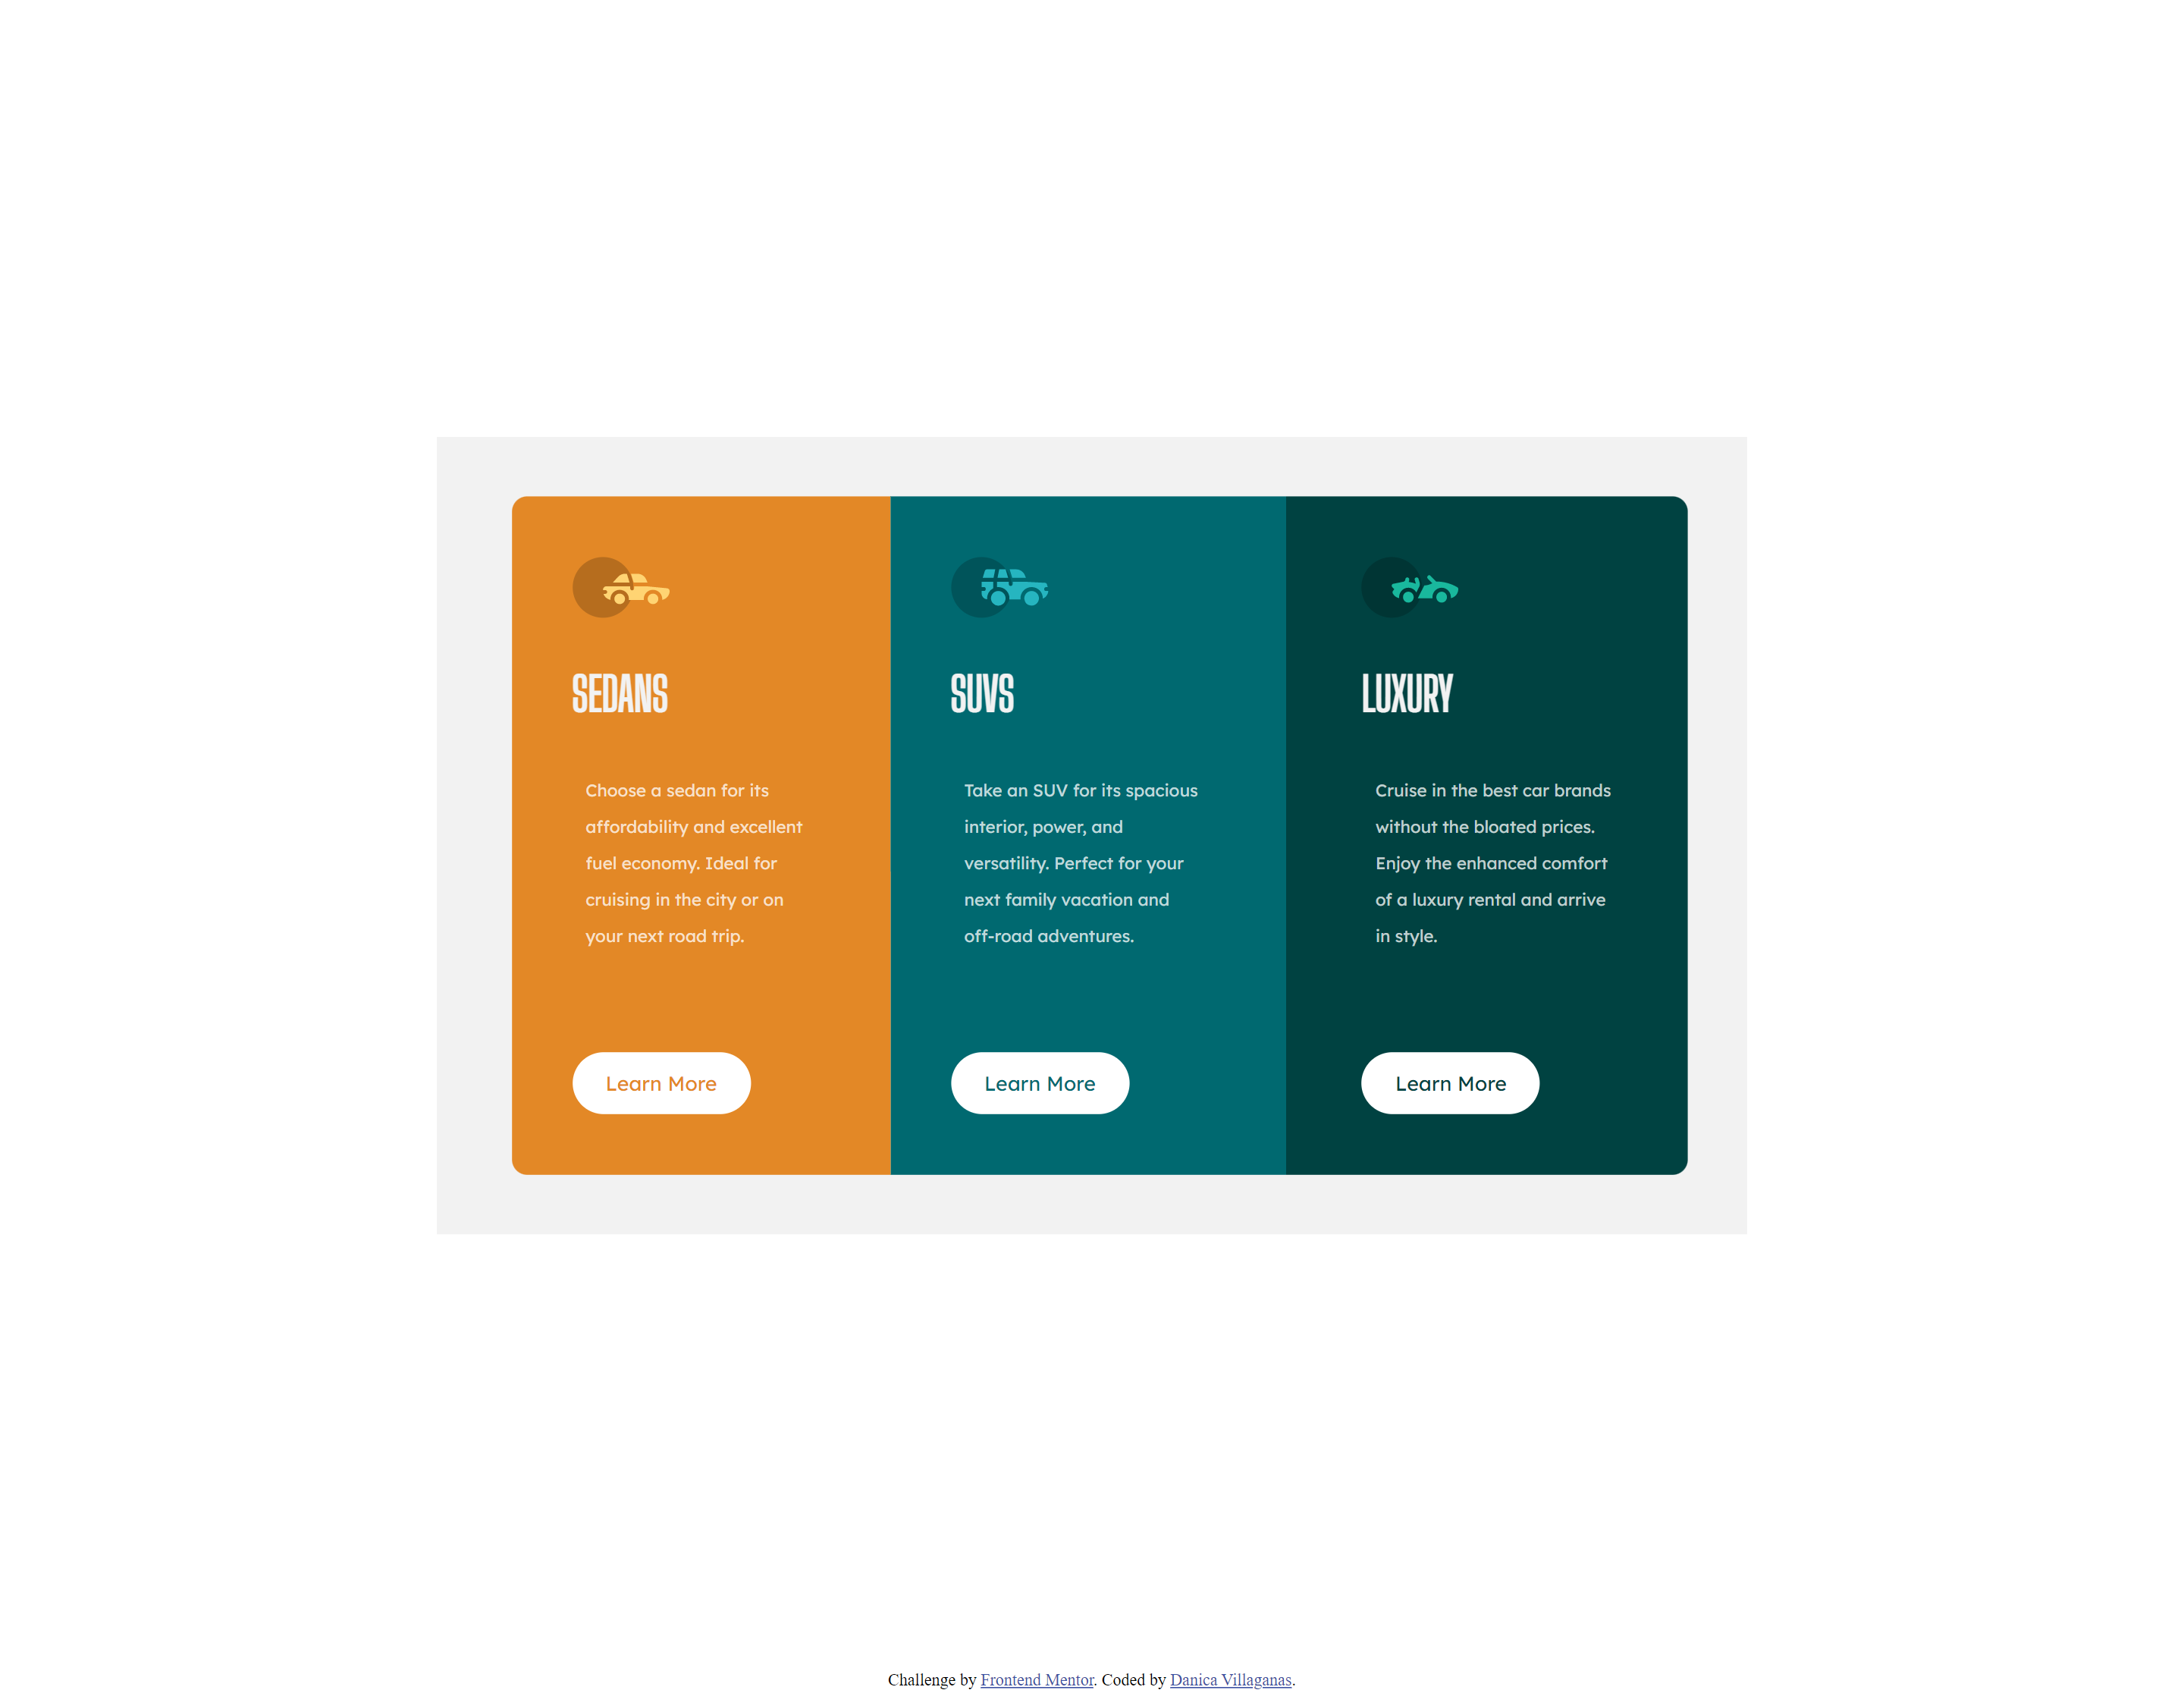 SEDANS
Choose a sedan for its
affordability and excellent
fuel economy. Ideal for
cruising in the city or on
your next road trip.
Learn More
SUVS
Take an SUV for its spacious
interior, power, and
versatility. Perfect for your
next family vacation and
off-road adventures.
Learn More
LUXURY
Cruise in the best car brands
without the bloated prices.
Enjoy the enhanced comfort
of a luxury rental and arrive
in style.
Learn More
Challenge by Frontend Mentor. Coded by Danica Villaganas.